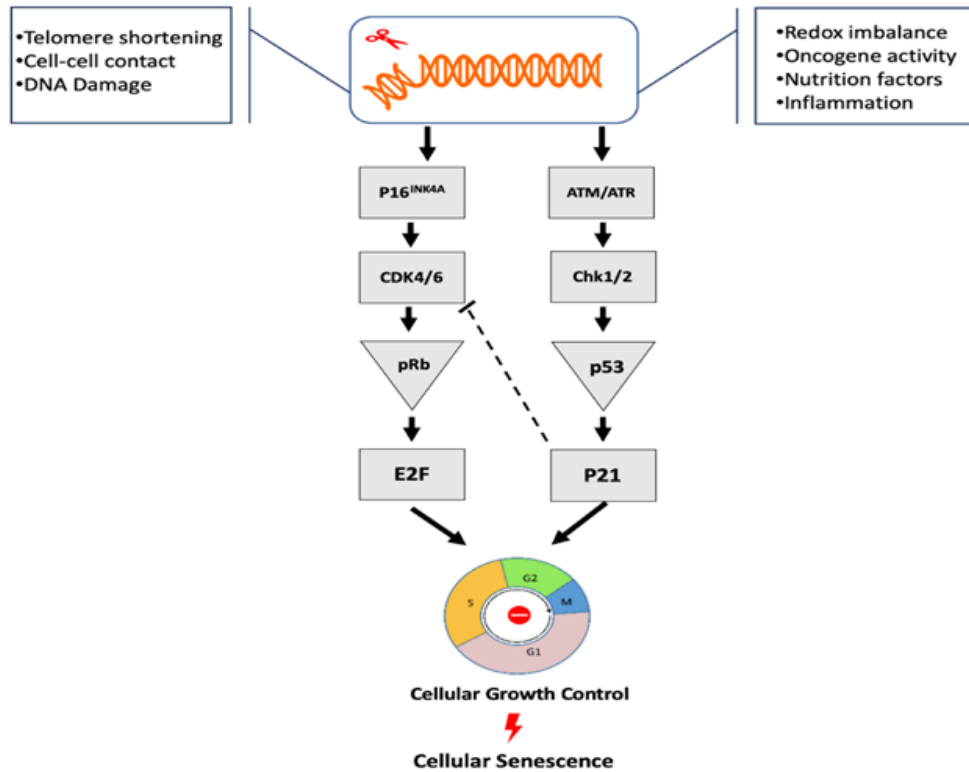 •Telomere shortening
•Cell-cell contact
•DNA Damage
•Redox imbalance
•Oncogene activity
•Nutrition factors
•Inflammation
P16INK4A
ATM/ATR
CDK4/6
Chk1/2
pRb
p53
E2F
P21
G2
S
M
G1
Cellular Growth Control
Cellular Senescence